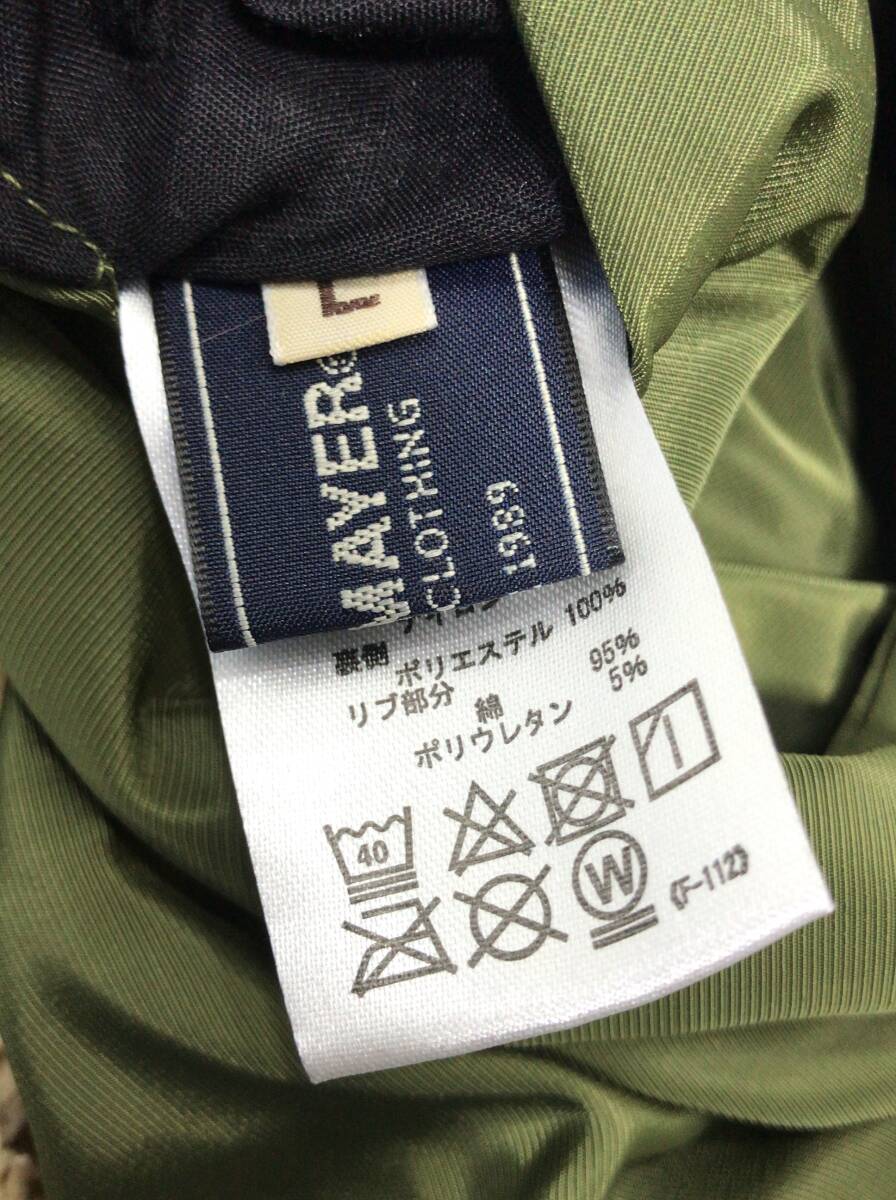 L
MAYER
CLOTHING
1989
裏側
ポリエステル 100%
リブ部分
綿 95%
ポリウレタン 5%
40
W
(F-112)